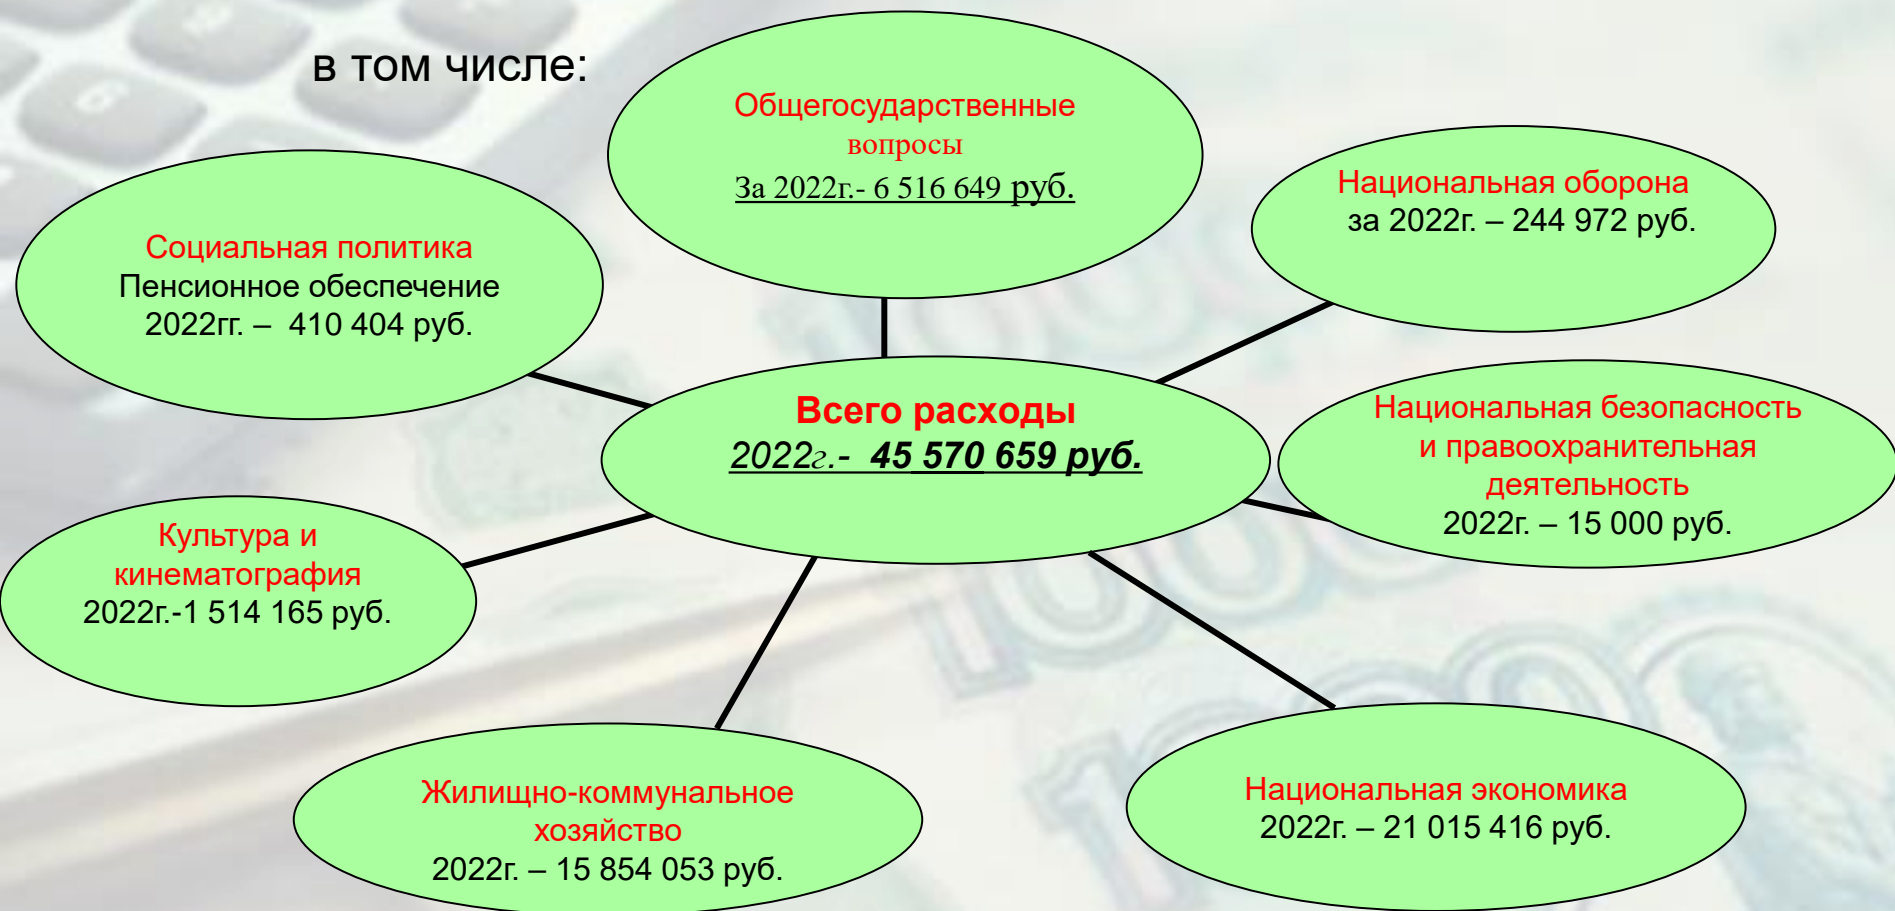 в том числе:
Общегосударственные
вопросы
За 2022г.- 6 516 649 руб.
Национальная оборона
за 2022г. – 244 972 руб.
Социальная политика
Пенсионное обеспечение
2022гг. – 410 404 руб.
Всего расходы
2022г.- 45 570 659 руб.
Национальная безопасность
и правоохранительная
деятельность
2022г. – 15 000 руб.
Культура и
кинематография
2022г.-1 514 165 руб.
Жилищно-коммунальное
хозяйство
2022г. – 15 854 053 руб.
Национальная экономика
2022г. – 21 015 416 руб.